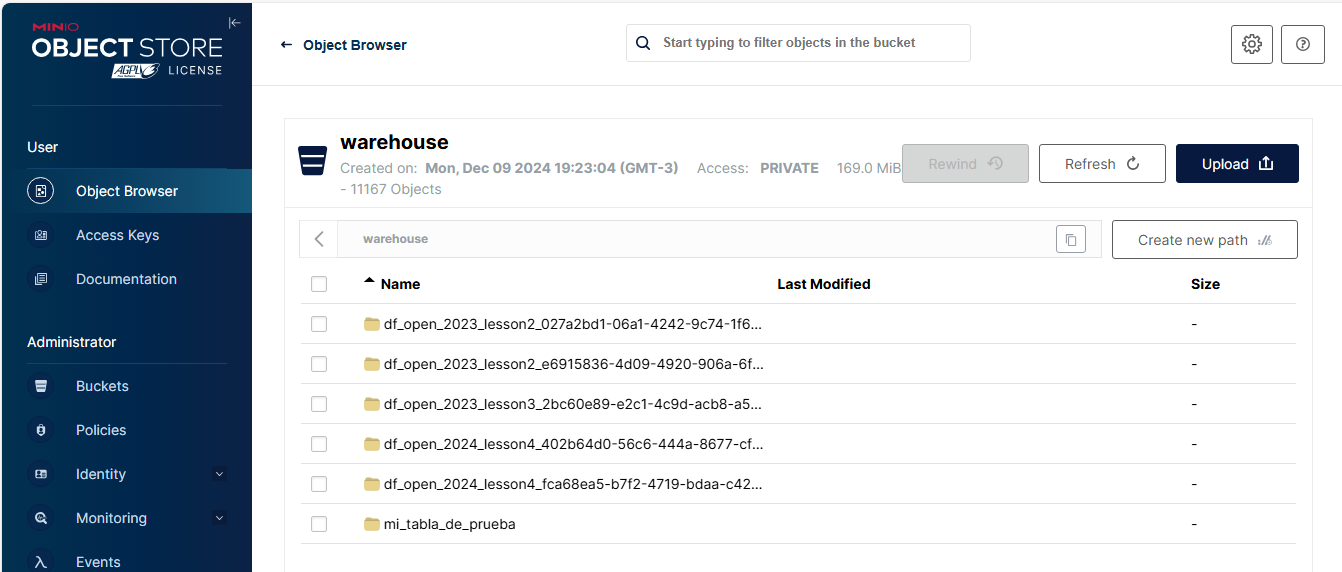 MINIO
OBJECT STORE
AGPL v3 LICENSE
User
Object Browser
Access Keys
Documentation
Administrator
Buckets
Policies
Identity
Monitoring
Events
Object Browser
Start typing to filter objects in the bucket
warehouse
Created on: Mon, Dec 09 2024 19:23:04 (GMT-3) Access: PRIVATE 169.0 MiB
- 11167 Objects
Rewind
Refresh
Upload
warehouse
Create new path
Name Last Modified Size
df_open_2023_lesson2_027a2bd1-06a1-4242-9c74-1f6... -
df_open_2023_lesson2_e6915836-4d09-4920-906a-6f... -
df_open_2023_lesson3_2bc60e89-e2c1-4c9d-acb8-a5... -
df_open_2024_lesson4_402b64d0-56c6-444a-8677-cf... -
df_open_2024_lesson4_fca68ea5-b7f2-4719-bdaa-c42... -
mi_tabla_de_prueba -